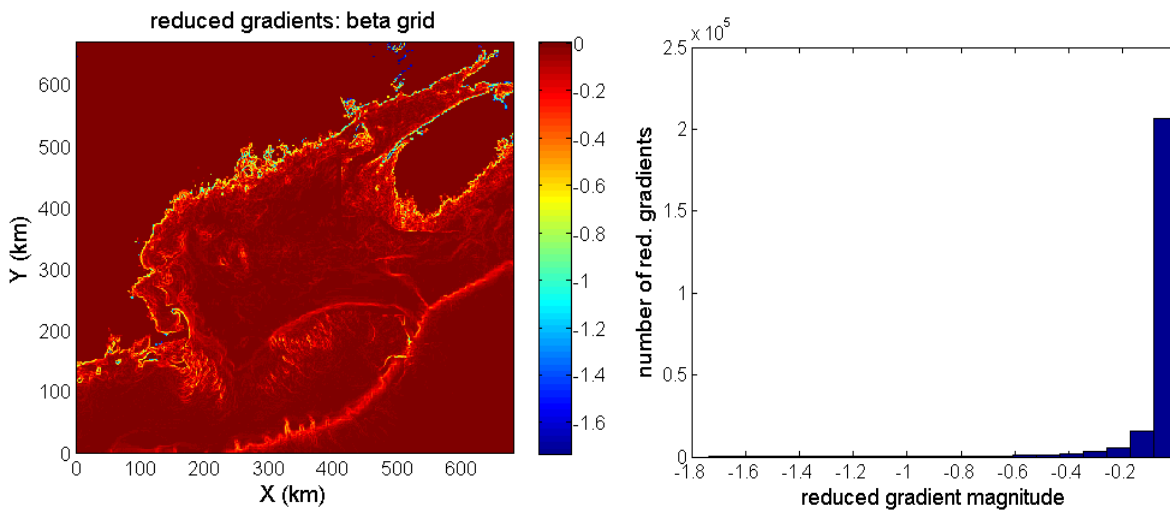 reduced gradients: beta grid
600
500
400
300
200
100
0
0 100 200 300 400 500 600
Y (km)
X (km)
0
-0.2
-0.4
-0.6
-0.8
-1
-1.2
-1.4
-1.6
x 10^5
2.5
2
1.5
1
0.5
0
-1.8 -1.6 -1.4 -1.2 -1 -0.8 -0.6 -0.4 -0.2
number of red. gradients
reduced gradient magnitude